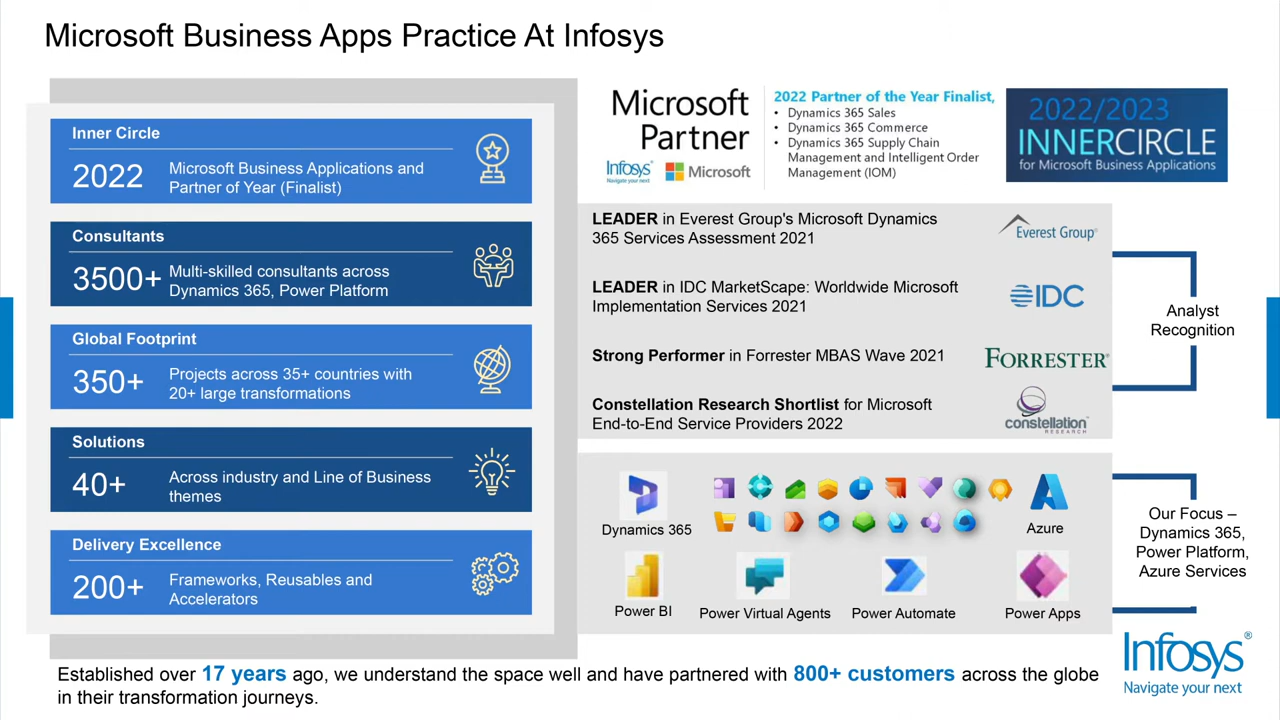 Microsoft Business Apps Practice At Infosys
Inner Circle
2022
Microsoft Business Applications and
Partner of Year (Finalist)
Consultants
3500+
Multi-skilled consultants across
Dynamics 365, Power Platform
Global Footprint
350+
Projects across 35+ countries with
20+ large transformations
Solutions
40+
Across industry and Line of Business
themes
Delivery Excellence
200+
Frameworks, Reusables and
Accelerators
Microsoft
Partner
Infosys®
Navigate your next
Microsoft
2022 Partner of the Year Finalist,
• Dynamics 365 Sales
• Dynamics 365 Commerce
• Dynamics 365 Supply Chain
Management and Intelligent Order
Management (IOM)
2022/2023
INNERCIRCLE
for Microsoft Business Applications
LEADER in Everest Group's Microsoft Dynamics
365 Services Assessment 2021
Everest Group®
LEADER in IDC MarketScape: Worldwide Microsoft
Implementation Services 2021
IDC
Strong Performer in Forrester MBAS Wave 2021
FORRESTER®
Constellation Research Shortlist for Microsoft
End-to-End Service Providers 2022
constellation
RESEARCH
Analyst
Recognition
Dynamics 365
Azure
Power BI
Power Virtual Agents
Power Automate
Power Apps
Our Focus –
Dynamics 365,
Power Platform,
Azure Services
Established over 17 years ago, we understand the space well and have partnered with 800+ customers across the globe
in their transformation journeys.
Infosys®
Navigate your next